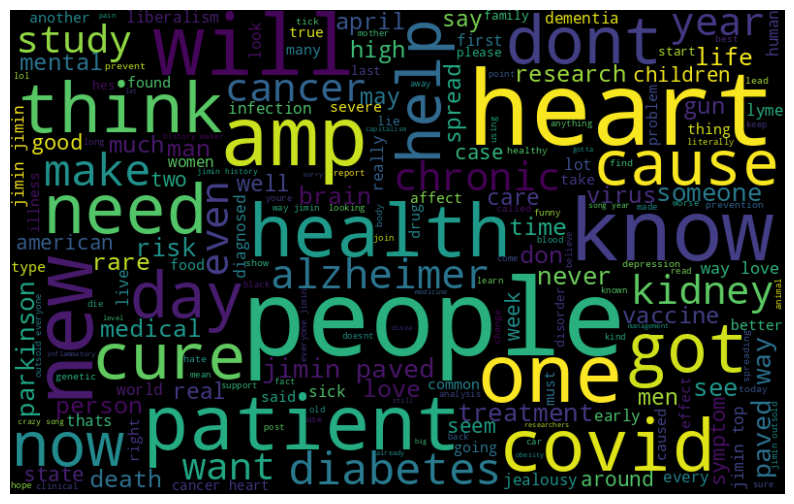 another pain liberalism april say family dementia human
tick look true many
study will dont year
mother please first best start life
mental high
lol prevent found cancer help spread research children
think amp heart
hes last away point lead
infection severe may gun lyme
lie using problem
jimin jimin good much man case healthy anything thing literally gotta keep
history maker capitalism report sorry
make two women really cause
long
need well brain affect chronic find lot take virus someone
illness jimin history youre care
american even risk diagnosed health drug body time know
way jimin looking called funny song year made worse prevention
join blood believe
type rare food alzheimer don never depression way love
new day show come learn read known
outsold everyone parkinson live die black week disorder kidney animal
medical people vaccine better
level everyone jimin medicine change doesnt kind management
cure hate mean jimin paved common one got
inflammatory genetic support fact must spreading today
person world real love sick men see way
thats right said old seem treatment early effect paved
patient post use analysis still
now want diabetes going back caused covid symptom jimin top
crazy song big already researchers car obesity
state death cancer heart jealousy around every sure jimin outsold
hope clinical